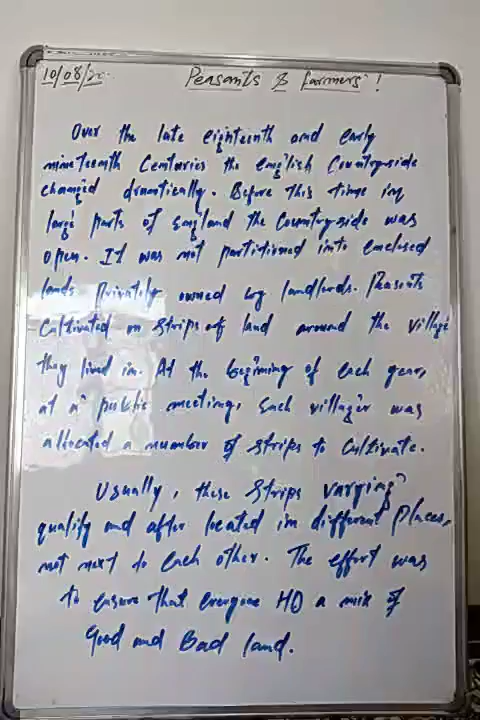 10/08/20 Peasants & farmers!
Over the late eighteenth and early
nineteenth Centuries the english Countryside
changed dramatically. Before this time in
large parts of England the Countryside was
open. It was not partitioned into enclosed
lands privately owned by landlords. Peasants
Cultivated on Strips of land around the village
they lived in. At the beginning of each year,
at a public meeting, each villager was
allocated a number of strips to Cultivate.
Usually, these Strips varying
quality and after located in different Places,
not next to each other. The effort was
to ensure that everyone HD a mix of
Good and Bad land.